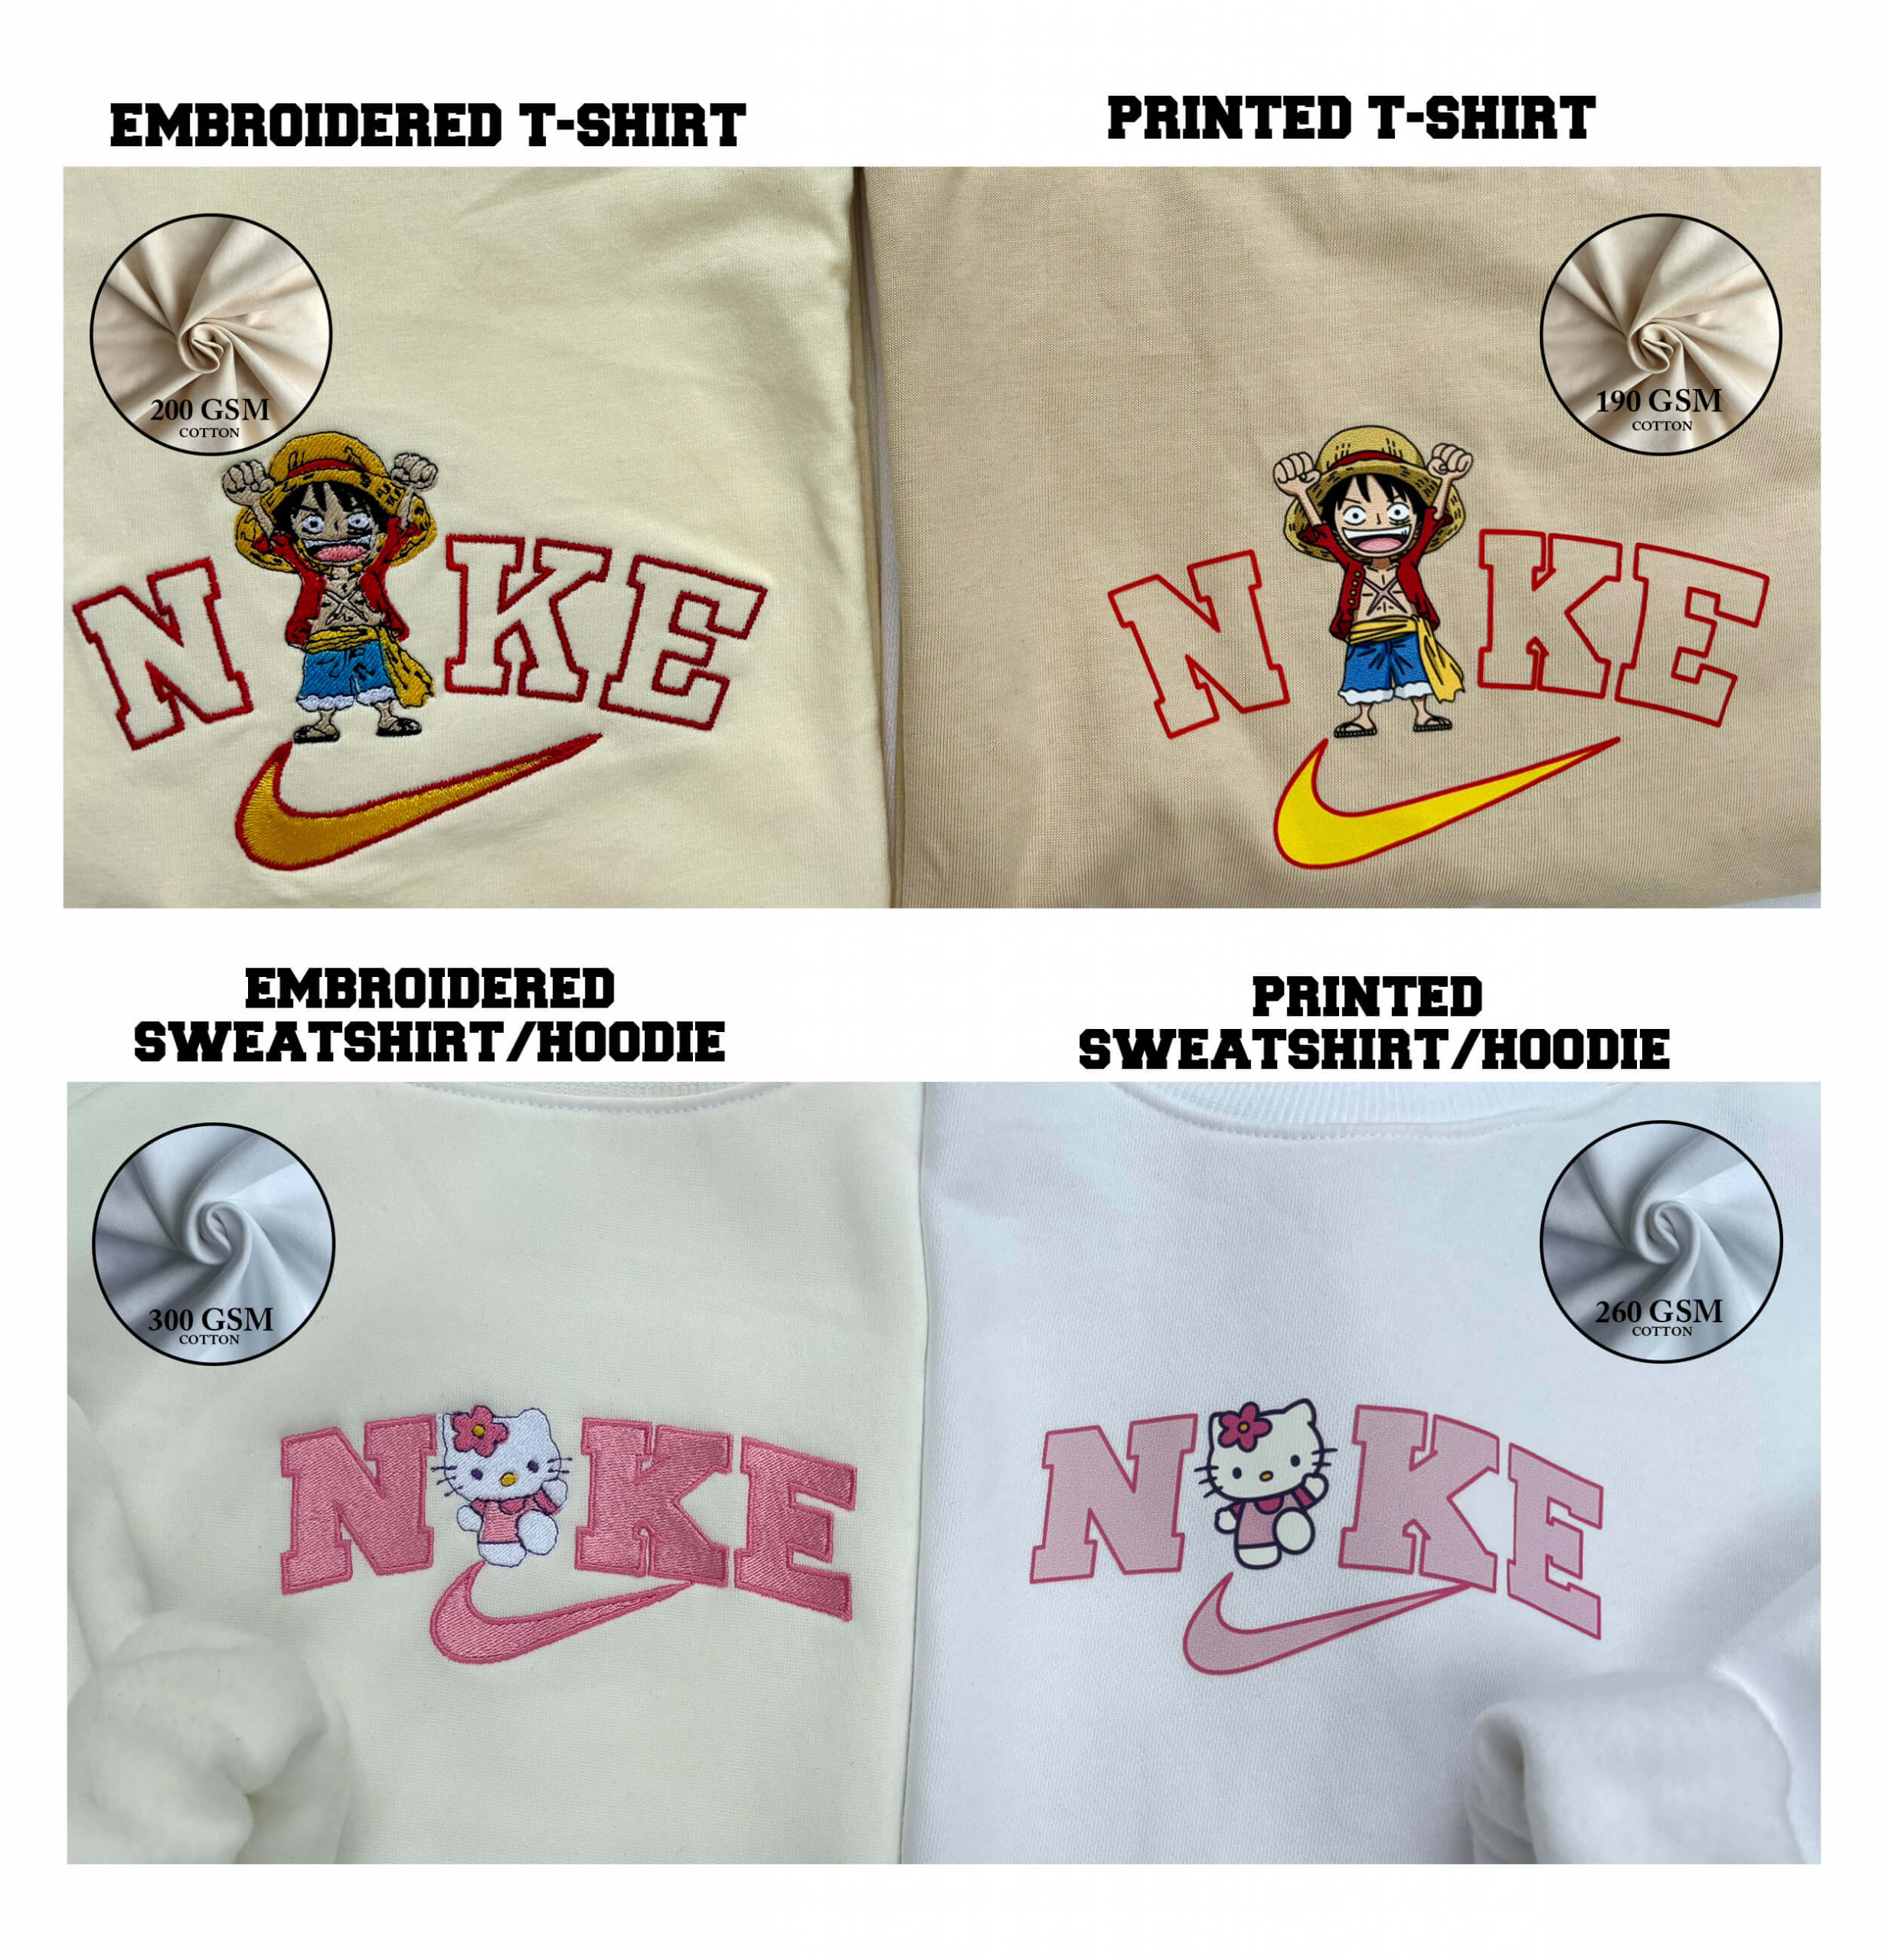 EMBROIDERED T-SHIRT
PRINTED T-SHIRT
200 GSM
COTTON
190 GSM
COTTON
N KE
N KE
EMBROIDERED
SWEATSHIRT/HOODIE
PRINTED
SWEATSHIRT/HOODIE
300 GSM
COTTON
260 GSM
COTTON
N KE
N KE